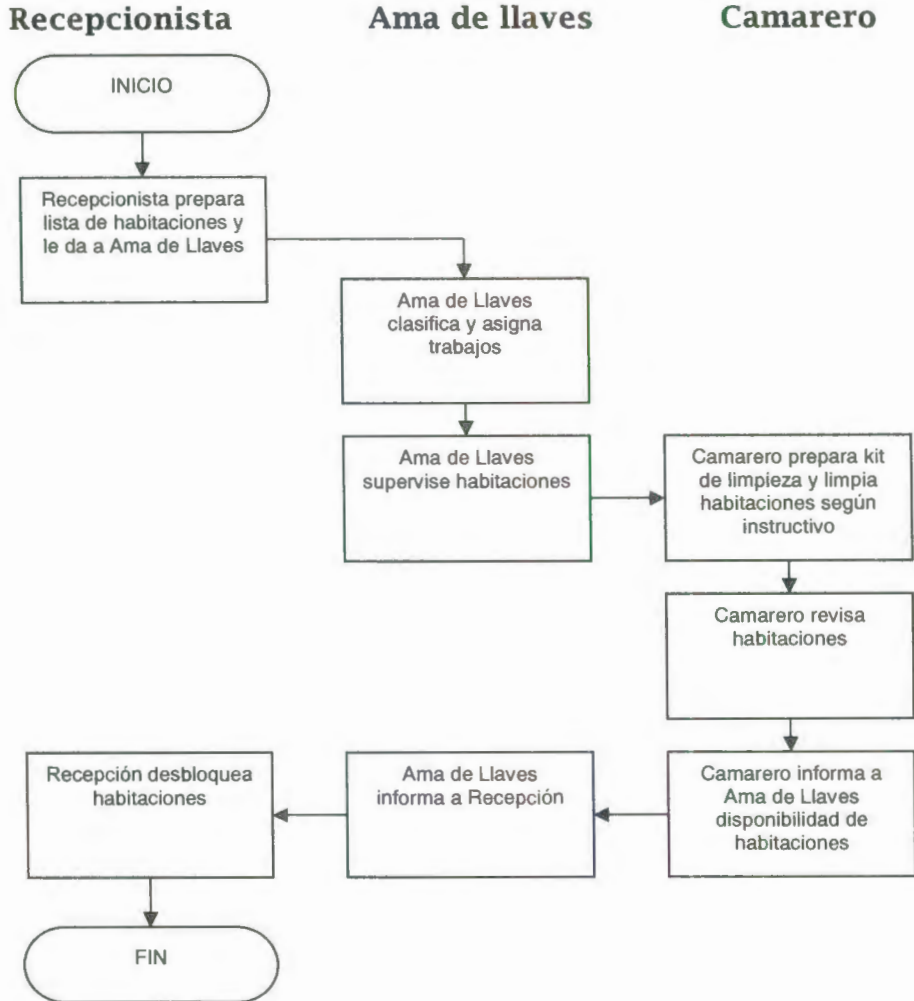 Recepcionista
Ama de llaves
Camarero
INICIO
Recepcionista prepara
lista de habitaciones y
le da a Ama de Llaves
Ama de Llaves
clasifica y asigna
trabajos
Ama de Llaves
supervise habitaciones
Camarero prepara kit
de limpieza y limpia
habitaciones según
instructivo
Camarero revisa
habitaciones
Camarero informa a
Ama de Llaves
disponibilidad de
habitaciones
Ama de Llaves
informa a Recepción
Recepción desbloquea
habitaciones
FIN